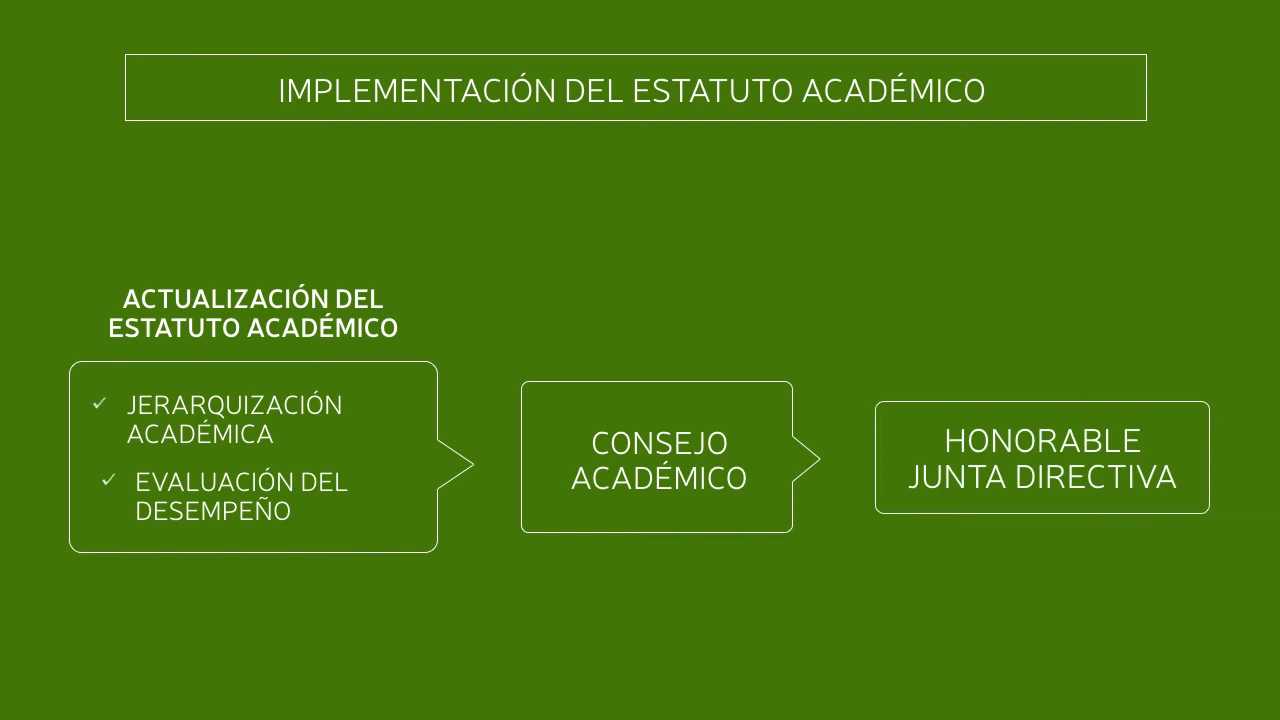 IMPLEMENTACIÓN DEL ESTATUTO ACADÉMICO
ACTUALIZACIÓN DEL
ESTATUTO ACADÉMICO
JERARQUIZACIÓN
ACADÉMICA
EVALUACIÓN DEL
DESEMPEÑO
CONSEJO
ACADÉMICO
HONORABLE
JUNTA DIRECTIVA